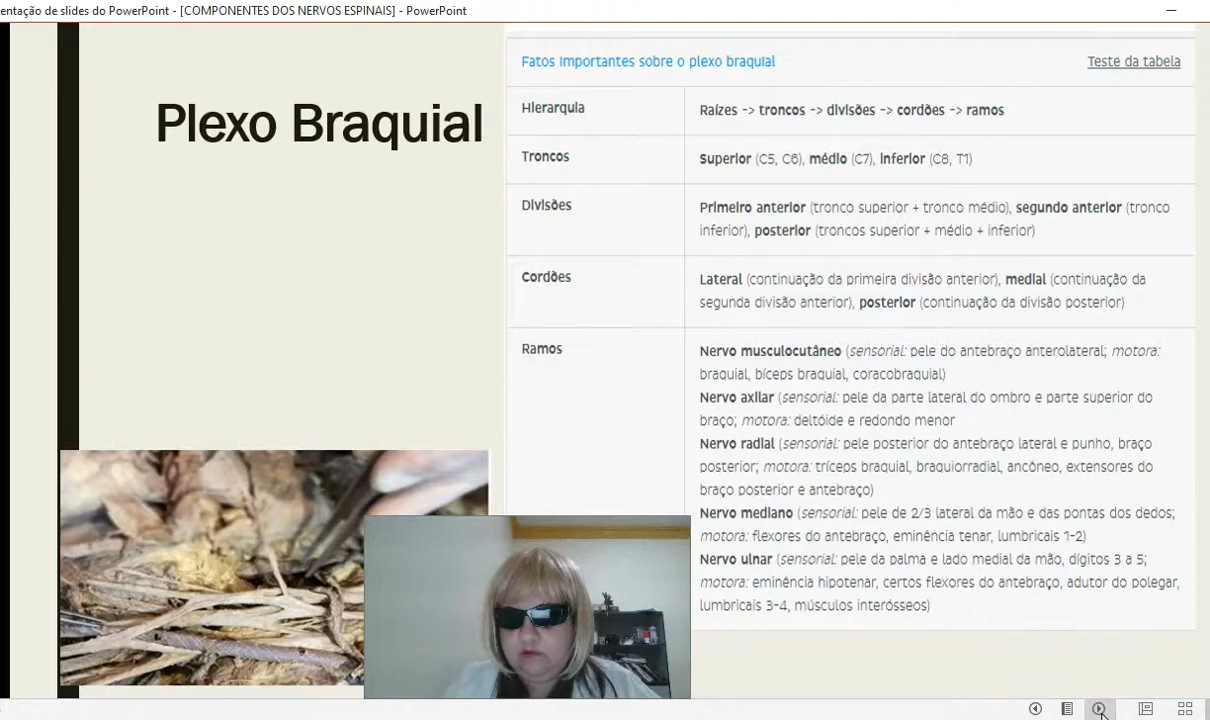 entação de slides do PowerPoint - [COMPONENTES DOS NERVOS ESPINAIS] - PowerPoint
Plexo Braquial
Fatos importantes sobre o plexo braquial
Teste da tabela
Hierarquia
Raízes -> troncos -> divisões -> cordões -> ramos
Troncos
Superior (C5, C6), médio (C7), inferior (C8, T1)
Divisões
Primeiro anterior (tronco superior + tronco médio), segundo anterior (tronco
inferior), posterior (troncos superior + médio + inferior)
Cordões
Lateral (continuação da primeira divisão anterior), medial (continuação da
segunda divisão anterior), posterior (continuação da divisão posterior)
Ramos
Nervo musculocutâneo (sensorial: pele do antebraço anterolateral; motora:
braquial, bíceps braquial, coracobraquial)
Nervo axilar (sensorial: pele da parte lateral do ombro e parte superior do
braço; motora: deltóide e redondo menor
Nervo radial (sensorial: pele posterior do antebraço lateral e punho, braço
posterior; motora: tríceps braquial, braquiorradial, ancôneo, extensores do
braço posterior e antebraço)
Nervo mediano (sensorial: pele de 2/3 lateral da mão e das pontas dos dedos;
motora: flexores do antebraço, eminência tenar, lumbricais 1-2)
Nervo ulnar (sensorial: pele da palma e lado medial da mão, dígitos 3 a 5;
motora: eminência hipotenar, certos flexores do antebraço, adutor do polegar,
lumbricais 3-4, músculos interósseos)